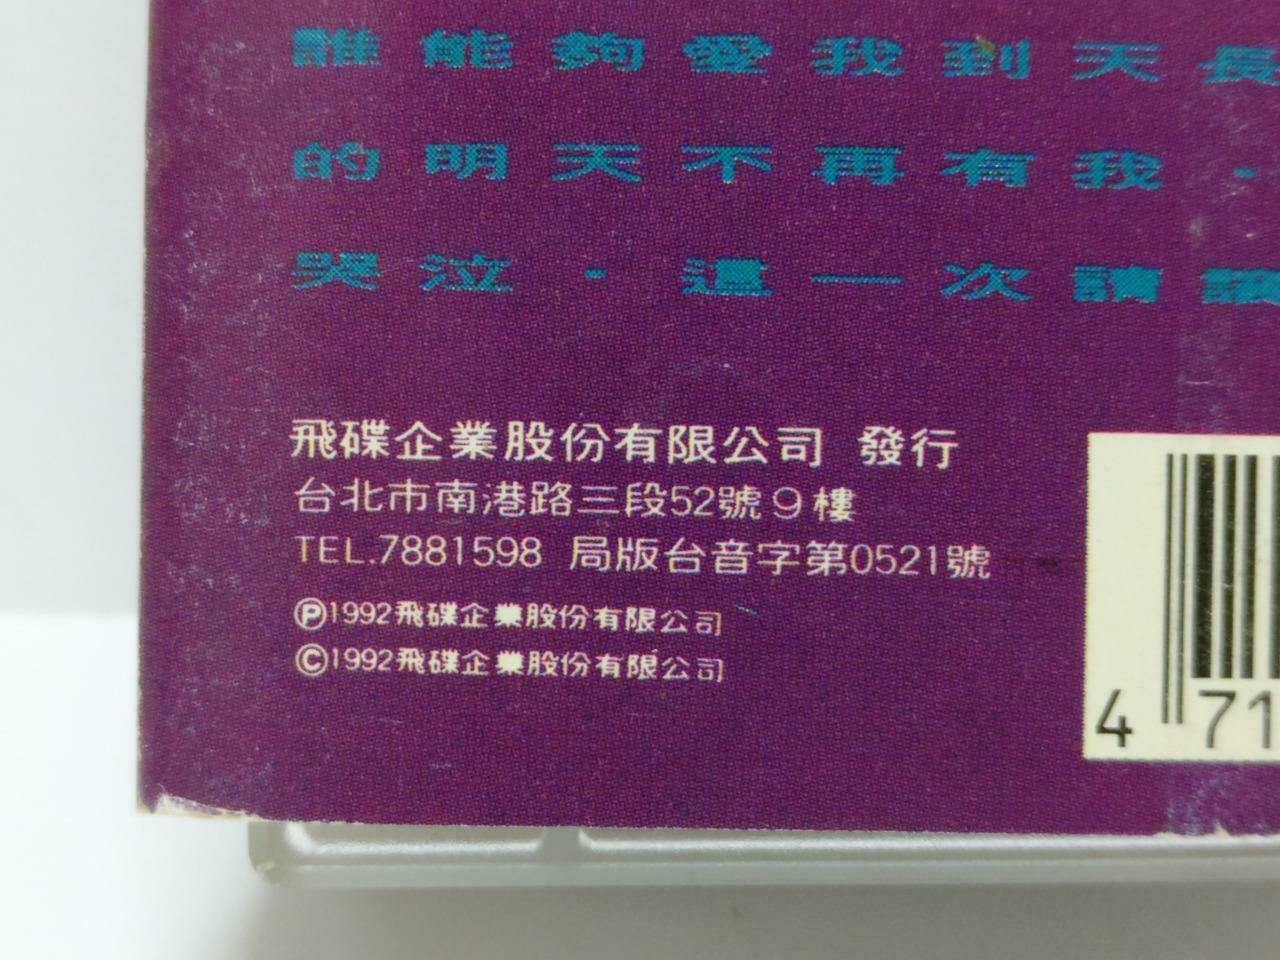 誰能夠愛我到天長
的明天不再有我．
哭泣．這一次請讓
飛碟企業股份有限公司 發行
台北市南港路三段52號9樓
TEL.7881598 局版台音字第0521號
Ⓟ1992飛碟企業股份有限公司
©1992飛碟企業股份有限公司
4 71